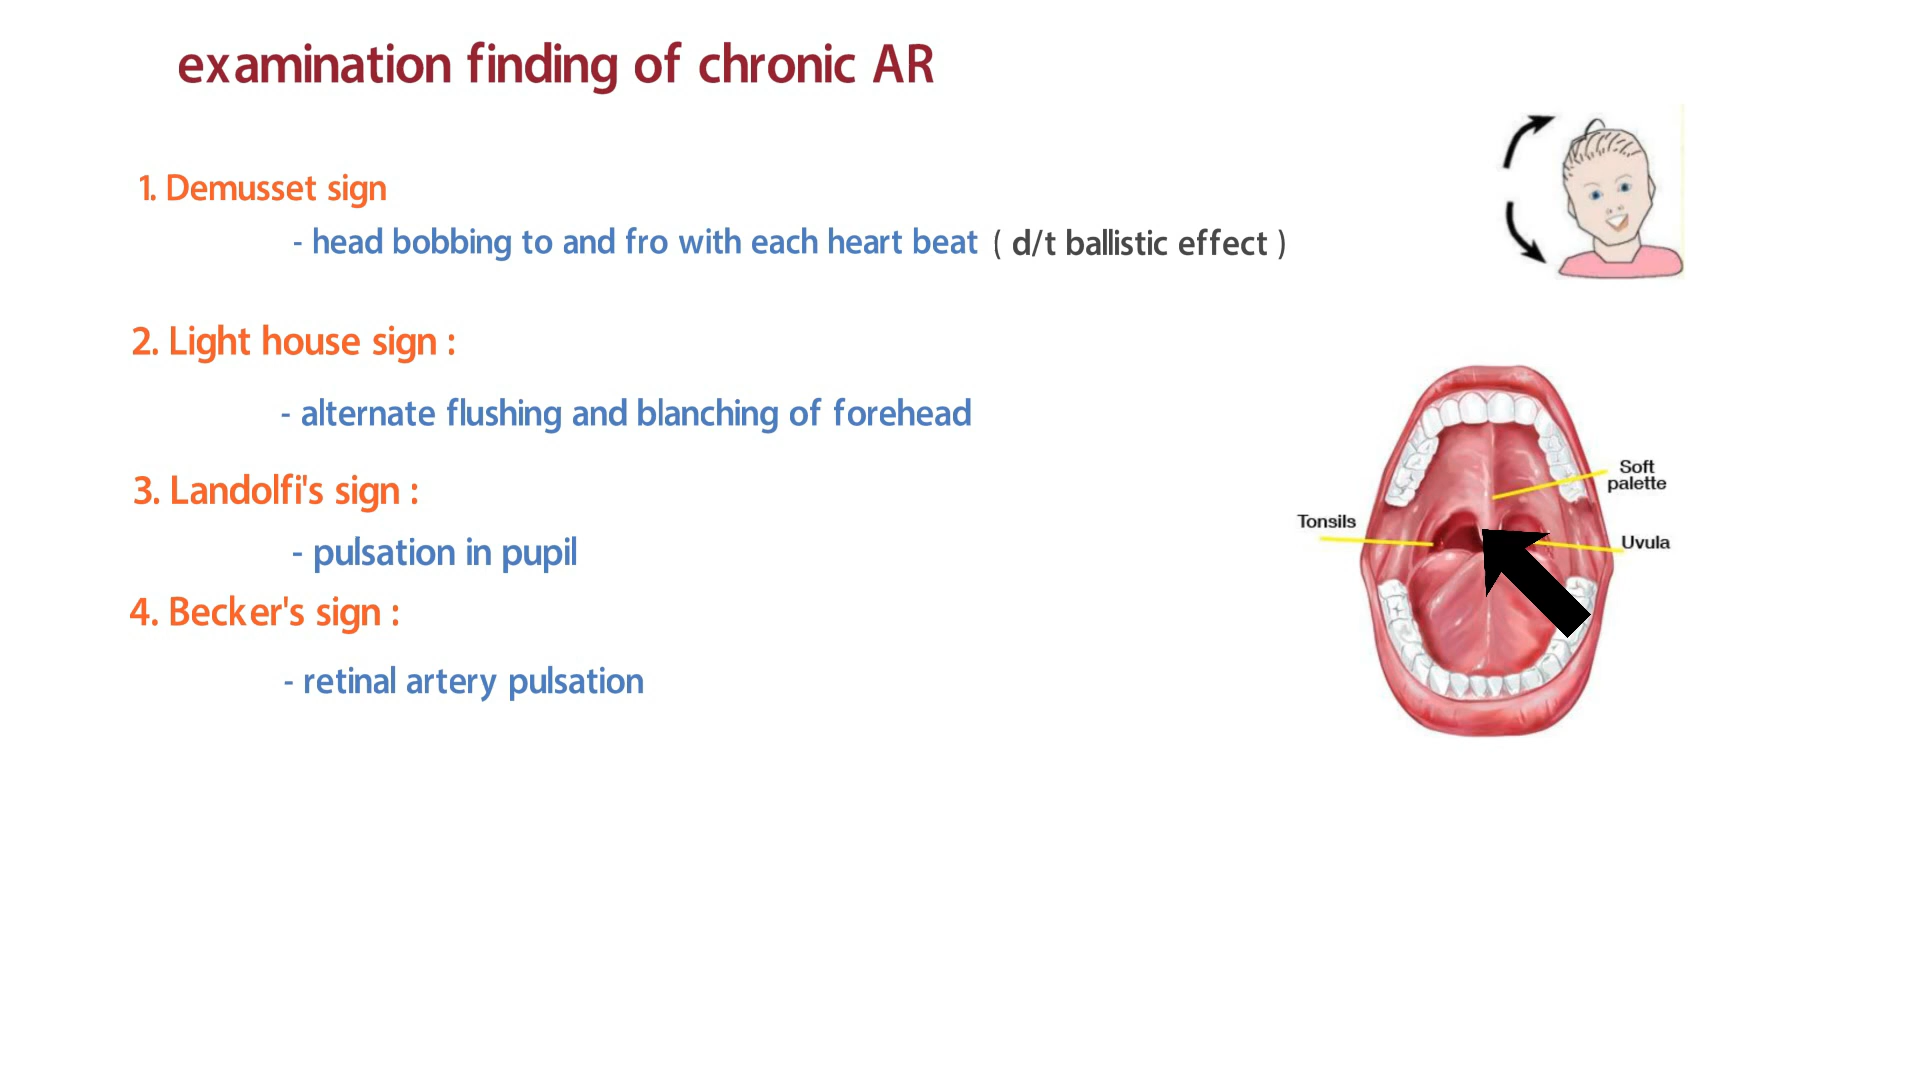 examination finding of chronic AR
1. Demusset sign
- head bobbing to and fro with each heart beat ( d/t ballistic effect )
2. Light house sign :
- alternate flushing and blanching of forehead
3. Landolfi's sign :
- pulsation in pupil
4. Becker's sign :
- retinal artery pulsation
Soft
palette
Tonsils
Uvula